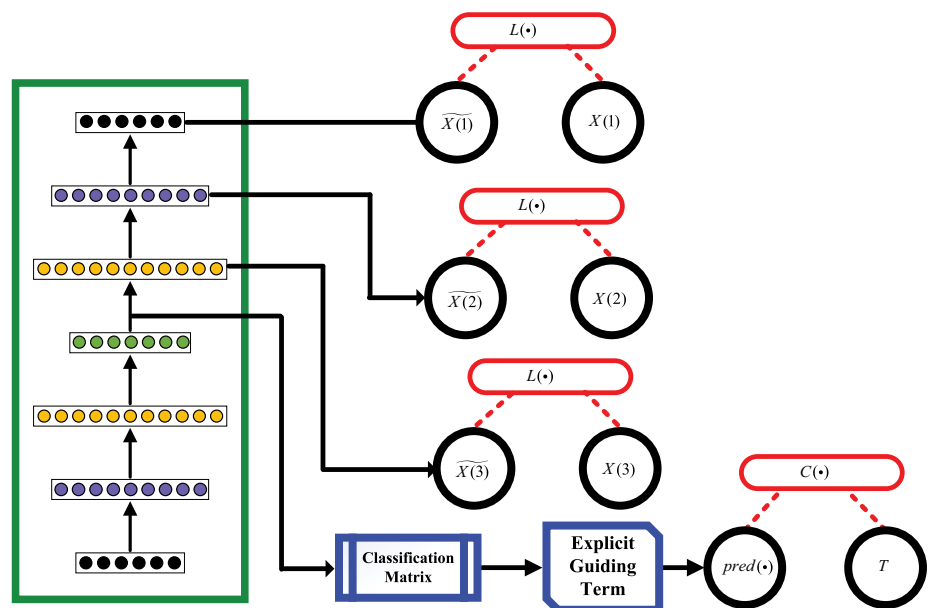 L(•)
X(1)~ X(1)
L(•)
X(2)~ X(2)
L(•)
X(3)~ X(3)
C(•)
Classification
Matrix
Explicit
Guiding
Term
pred(•) T